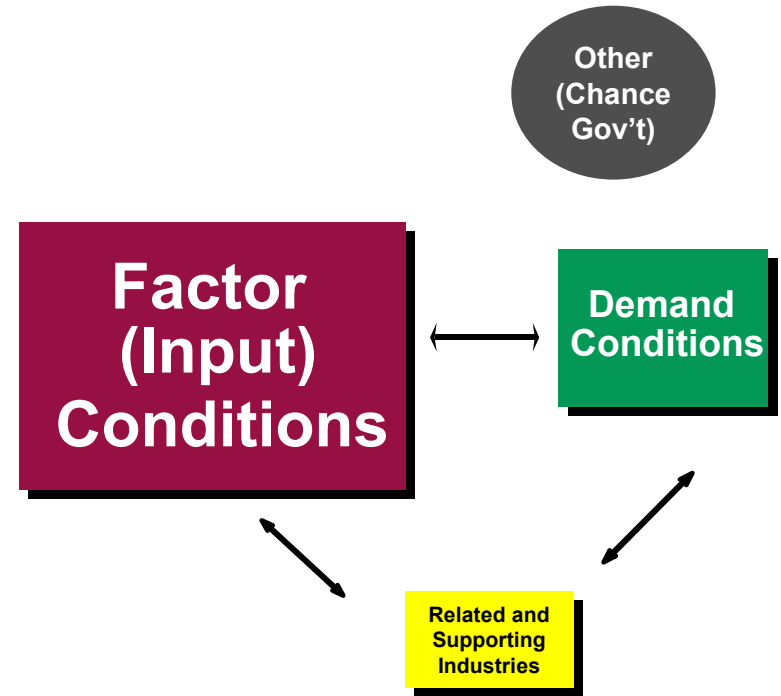 Other
(Chance
Gov’t)
Factor
(Input)
Conditions
Demand
Conditions
Related and
Supporting
Industries